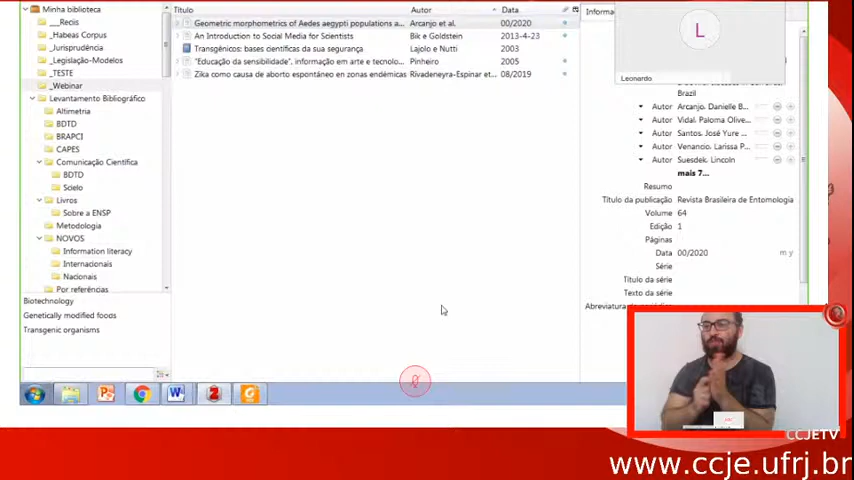 Minha biblioteca
___Recis
_Habeas Corpus
_Jurisprudência
_Legislação-Modelos
_TESTE
_Webinar
Levantamento Bibliográfico
Altimetria
BDTD
BRAPCI
CAPES
Comunicação Científica
BDTD
Scielo
Livros
Sobre a ENSP
Metodologia
NOVOS
Information literacy
Internacionais
Nacionais
Por referências
Biotechnology
Genetically modified foods
Transgenic organisms
Título Autor Data
Geometric morphometrics of Aedes aegypti populations a... Arcanjo et al. 00/2020
An Introduction to Social Media for Scientists Bik e Goldstein 2013-4-23
Transgênicos: bases científicas da sua segurança Lajolo e Nutti 2003
"Educação da sensibilidade", informação em arte e tecnolo... Pinheiro 2005
Zika como causa de aborto espontáneo en zonas endémicas Rivadeneyra-Espinar et... 08/2019
Informa
L
Leonardo
Brazil
Autor Arcanjo, Danielle B...
Autor Vidal, Paloma Olive...
Autor Santos, José Yure ...
Autor Venancio, Larissa P...
Autor Suesdek, Lincoln
mais 7...
Resumo
Título da publicação Revista Brasileira de Entomologia
Volume 64
Edição 1
Páginas
Data 00/2020 m y
Série
Título da série
Texto da série
CCJETV
www.ccje.ufrj.br